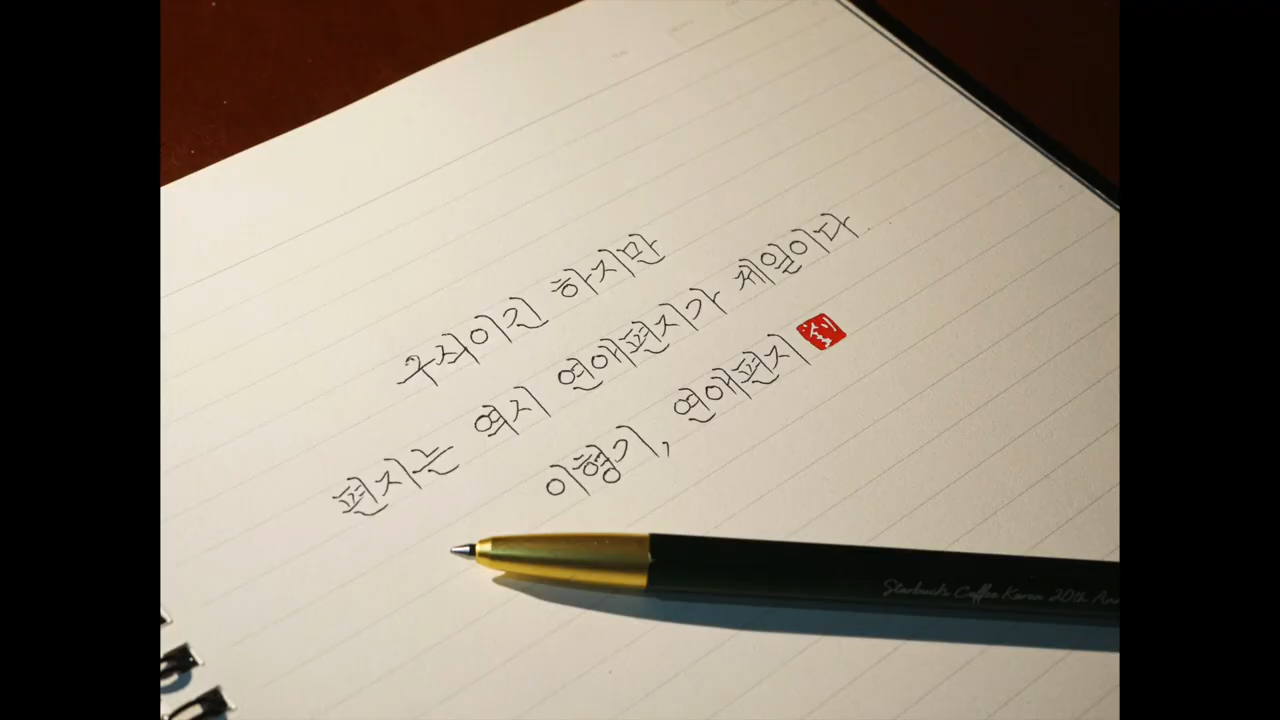 구식이긴 하지만
편지는 역시 연애편지가 제일이다
이형기, 연애편지
Starbucks Coffee Korea 20th Ann